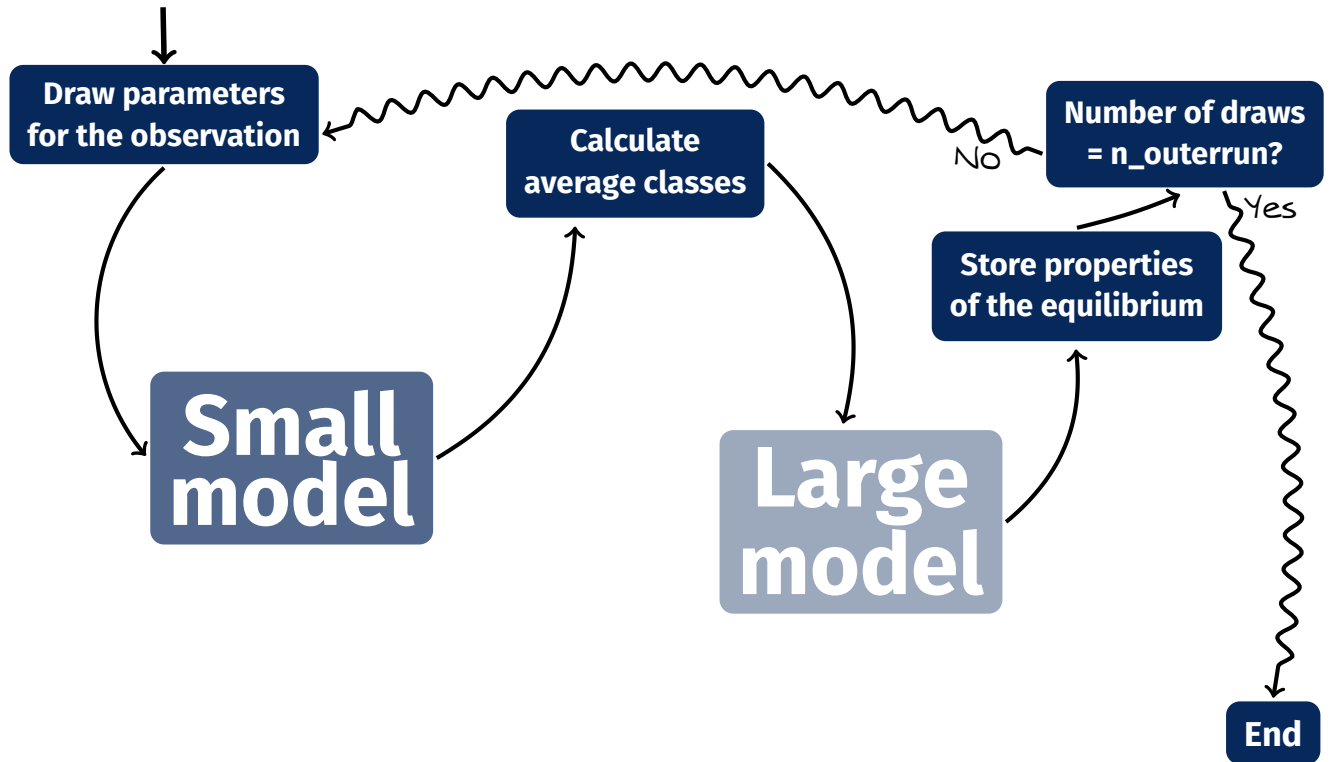 Draw parameters
for the observation
Small
model
Calculate
average classes
Large
model
Store properties
of the equilibrium
Number of draws
= n_outerrun?
No
Yes
End